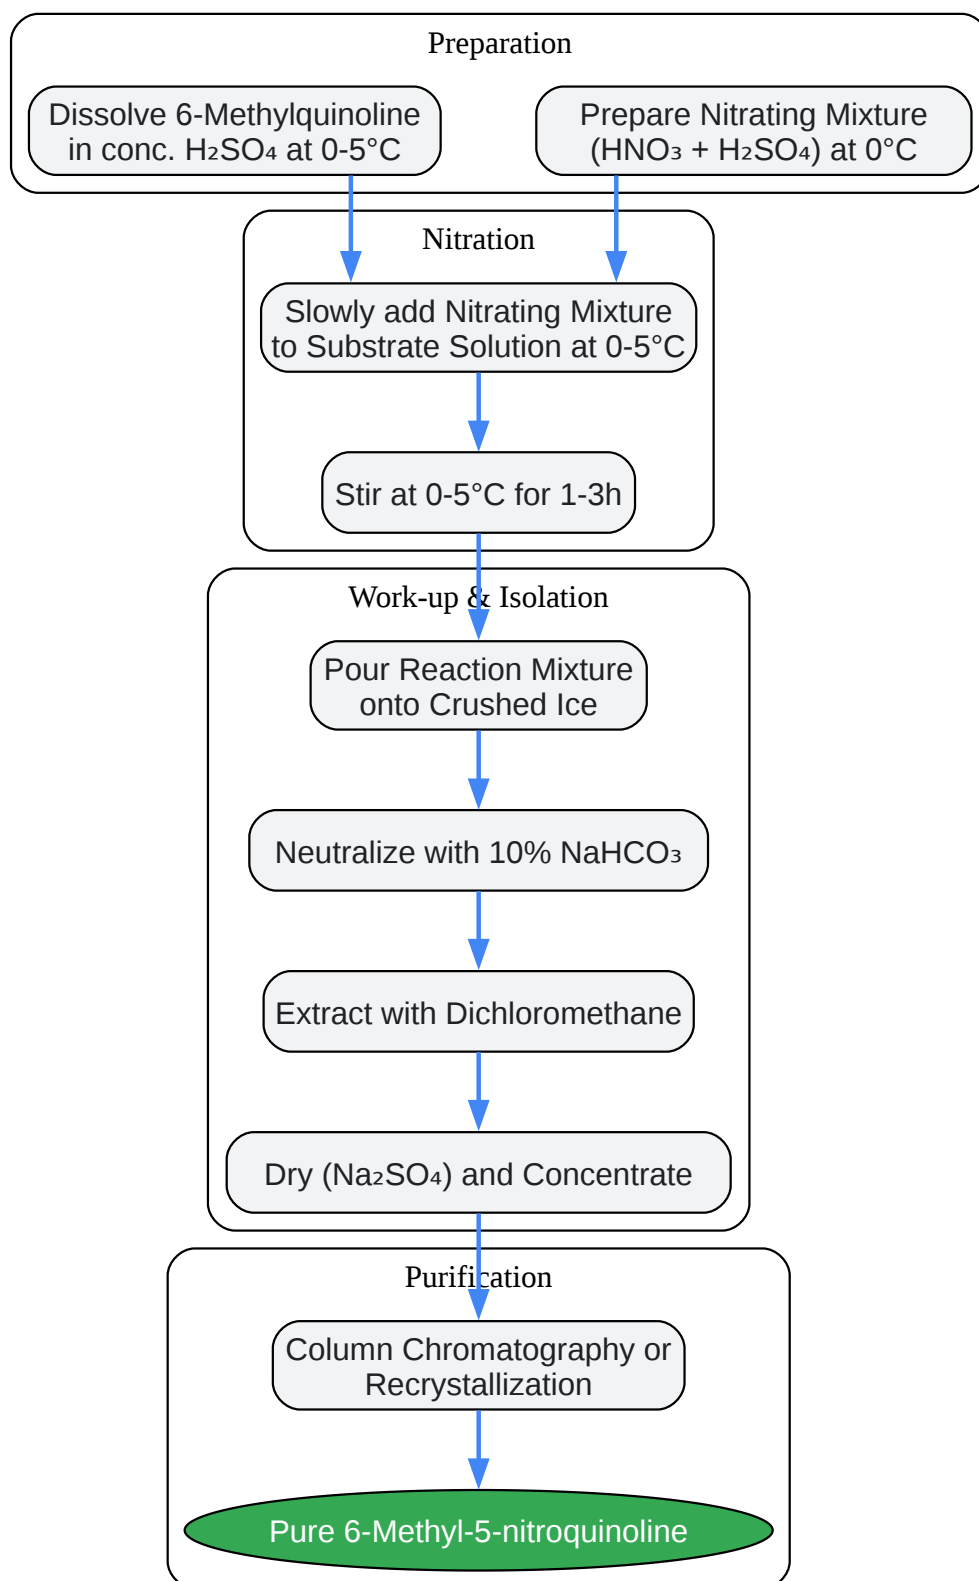 Preparation
Dissolve 6-Methylquinoline
in conc. H₂SO₄ at 0-5°C
Prepare Nitrating Mixture
(HNO₃ + H₂SO₄) at 0°C
Nitration
Slowly add Nitrating Mixture
to Substrate Solution at 0-5°C
Stir at 0-5°C for 1-3h
Work-up & Isolation
Pour Reaction Mixture
onto Crushed Ice
Neutralize with 10% NaHCO₃
Extract with Dichloromethane
Dry (Na₂SO₄) and Concentrate
Purification
Column Chromatography or
Recrystallization
Pure 6-Methyl-5-nitroquinoline